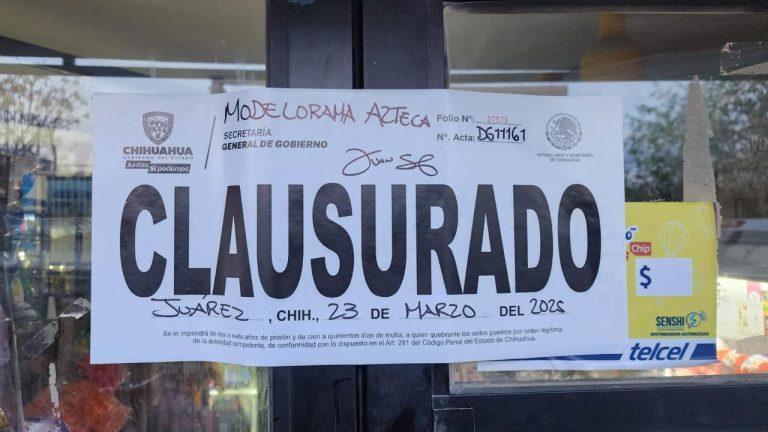 MODELORAMA AZTECA
Folio N°: 07573
N°. Acta: DG11161
CHIHUAHUA
GOBIERNO DEL ESTADO
Juntos Sí podemos
SECRETARÍA
GENERAL DE GOBIERNO
ESTADO LIBRE Y SOBERANO
DE CHIHUAHUA
CLAUSURADO
JUÁREZ, CHIH., 23 DE MARZO DEL 2025
Se le impondrá de dos a siete años de prisión y de cien a quinientos días de multa, a quien quebrante los sellos puestos por orden legítima
de la autoridad competente, de conformidad con lo dispuesto en el Art. 281 del Código Penal del Estado de Chihuahua.
Chip
$
SENSHI
DISTRIBUIDOR AUTORIZADO
telcel